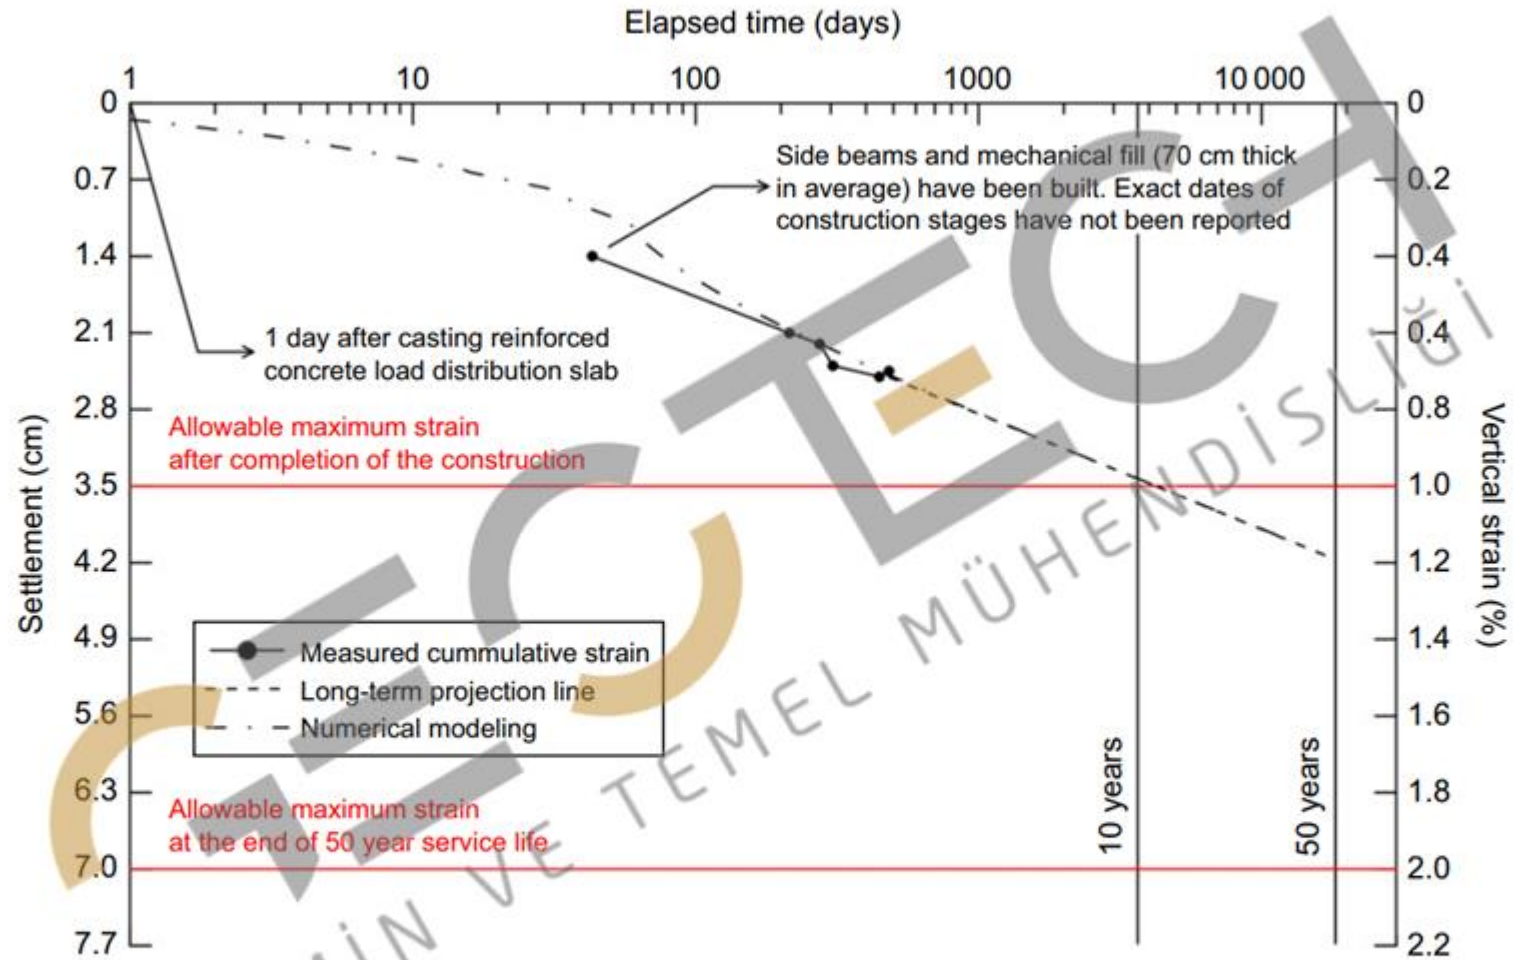 Elapsed time (days)
1 10 100 1000 10 000
0 0
0.7 0.2
1.4 0.4
2.1 0.4
2.8 0.8
3.5 1.0
4.2 1.2
4.9 1.4
5.6 1.6
6.3 1.8
7.0 2.0
7.7 2.2
Settlement (cm)
Vertical strain (%)
Side beams and mechanical fill (70 cm thick
in average) have been built. Exact dates of
construction stages have not been reported
1 day after casting reinforced
concrete load distribution slab
Allowable maximum strain
after completion of the construction
Measured cummulative strain
Long-term projection line
Numerical modeling
Allowable maximum strain
at the end of 50 year service life
10 years
50 years
GEOTECH
ZEMİN VE TEMEL MÜHENDİSLİĞİ